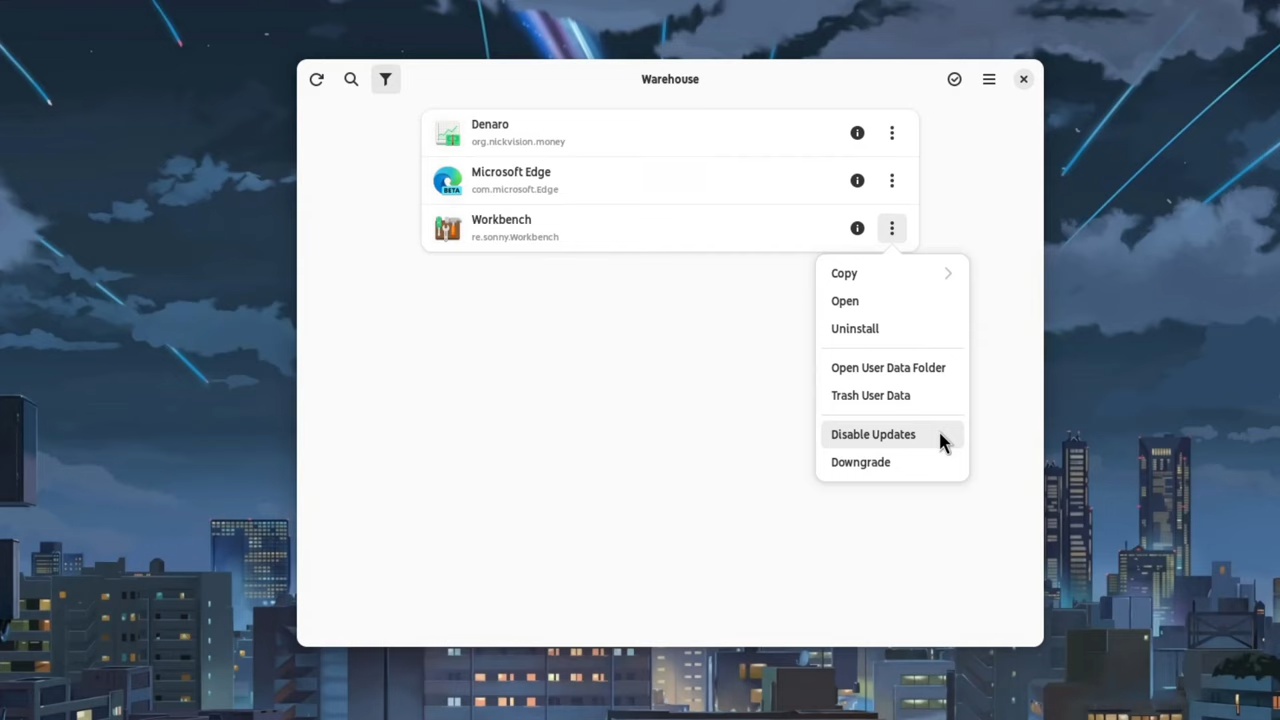 Warehouse
Denaro
org.nickvision.money
Microsoft Edge
com.microsoft.Edge
BETA
Workbench
re.sonny.Workbench
Copy
Open
Uninstall
Open User Data Folder
Trash User Data
Disable Updates
Downgrade